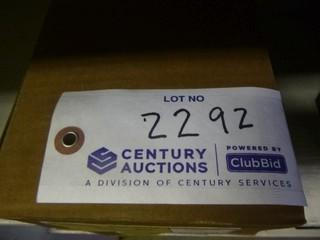 LOT NO
2292
CENTURY AUCTIONS
POWERED BY ClubBid
A DIVISION OF CENTURY SERVICES